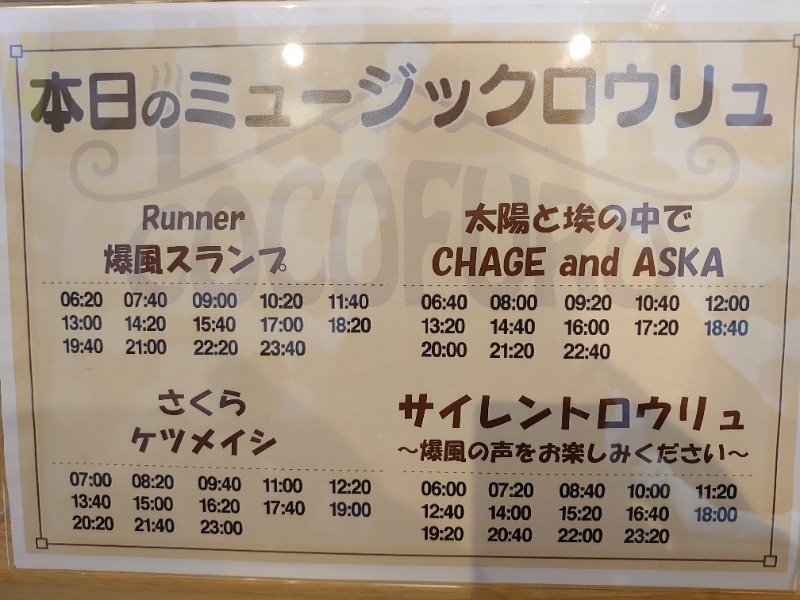 本日のミュージックロウリュ
COCOFURO
Runner
爆風スランプ
06:20 07:40 09:00 10:20 11:40
13:00 14:20 15:40 17:00 18:20
19:40 21:00 22:20 23:40
太陽と埃の中で
CHAGE and ASKA
06:40 08:00 09:20 10:40 12:00
13:20 14:40 16:00 17:20 18:40
20:00 21:20 22:40
さくら
ケツメイシ
07:00 08:20 09:40 11:00 12:20
13:40 15:00 16:20 17:40 19:00
20:20 21:40 23:00
サイレントロウリュ
～爆風の声をお楽しみください～
06:00 07:20 08:40 10:00 11:20
12:40 14:00 15:20 16:40 18:00
19:20 20:40 22:00 23:20